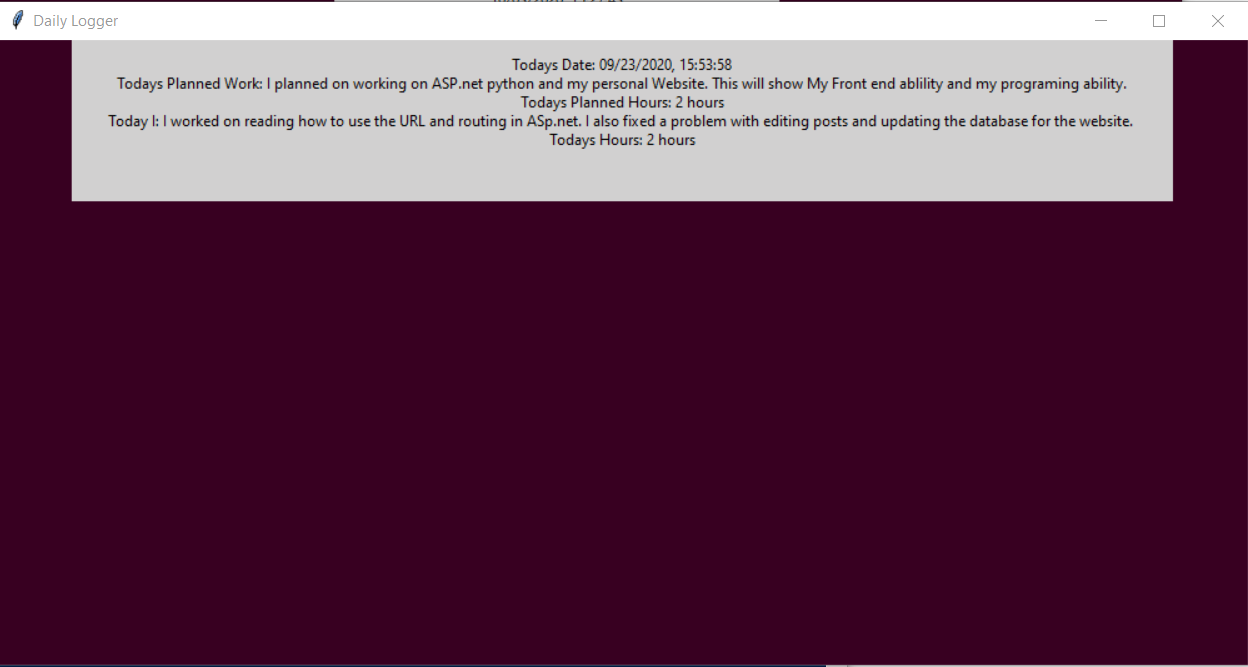 Daily Logger
Todays Date: 09/23/2020, 15:53:58
Todays Planned Work: I planned on working on ASP.net python and my personal Website. This will show My Front end ablility and my programing ability.
Todays Planned Hours: 2 hours
Today I: I worked on reading how to use the URL and routing in ASp.net. I also fixed a problem with editing posts and updating the database for the website.
Todays Hours: 2 hours